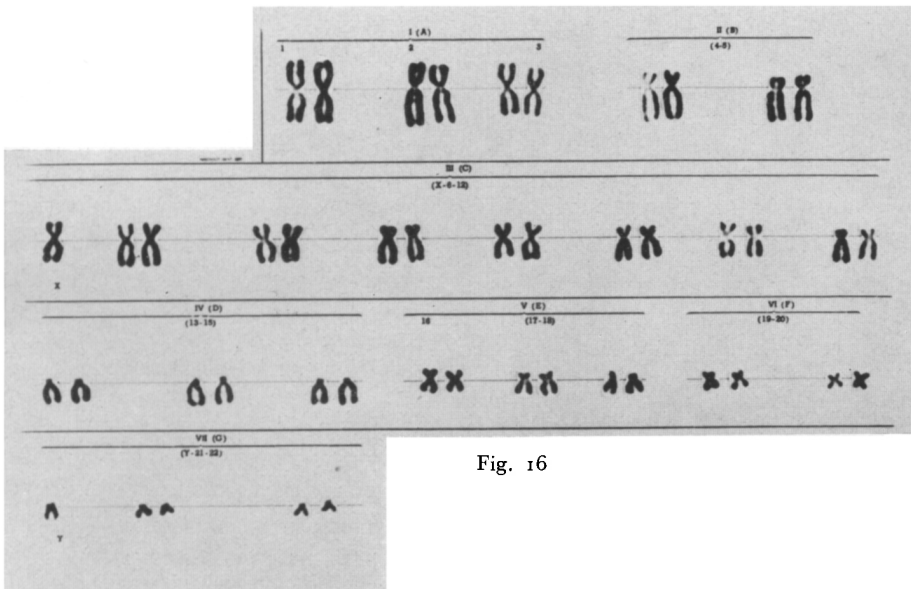 I (A)
II (B)
1 2 3
(4-5)
III (C)
(X-6-12)
X
IV (D)
V (E)
VI (F)
(13-15)
16
(17-18)
(19-20)
VII (G)
(Y-21-22)
Fig. 16
Y